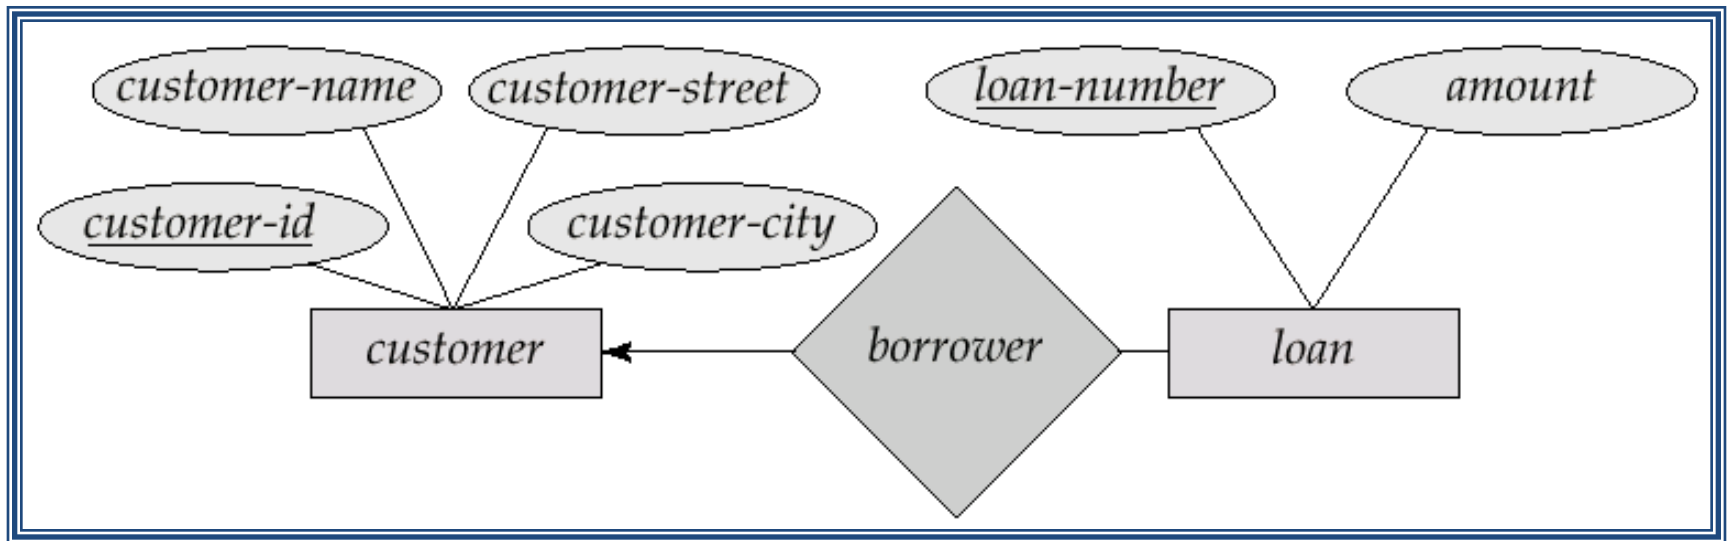 customer-name
customer-street
loan-number
amount
customer-id
customer-city
customer
borrower
loan